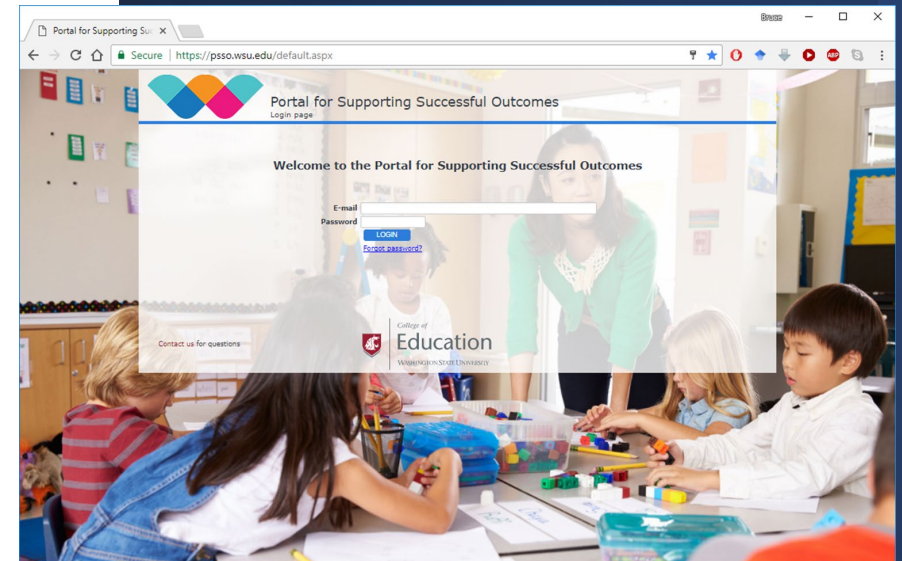 Bruce
Portal for Supporting Suc
Secure | https://psso.wsu.edu/default.aspx
ABP
Portal for Supporting Successful Outcomes
Login page
Welcome to the Portal for Supporting Successful Outcomes
E-mail
Password
LOGIN
Forgot password?
College of
Education
WASHINGTON STATE UNIVERSITY
Contact us for questions